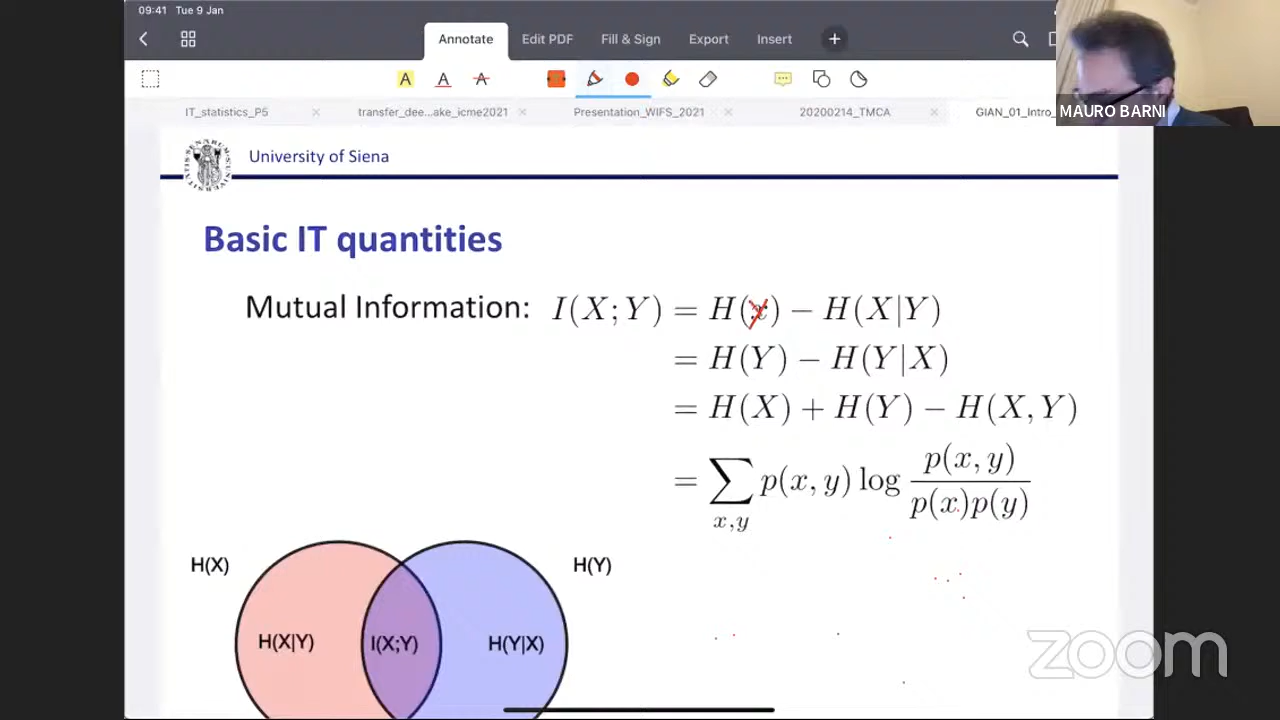 09:41 Tue 9 Jan
Annotate Edit PDF Fill & Sign Export Insert
A A A
IT_statistics_P5 transfer_dee...ake_icme2021 Presentation_WIFS_2021 20200214_TMCA GIAN_01_Intro_
MAURO BARNI
University of Siena
Basic IT quantities
Mutual Information: I(X;Y) = H(x) − H(X|Y)
= H(Y) − H(Y|X)
= H(X) + H(Y) − H(X,Y)
= ∑x,y p(x,y) log p(x,y) / p(x)p(y)
H(X) H(Y)
H(X|Y) I(X;Y) H(Y|X)
zoom